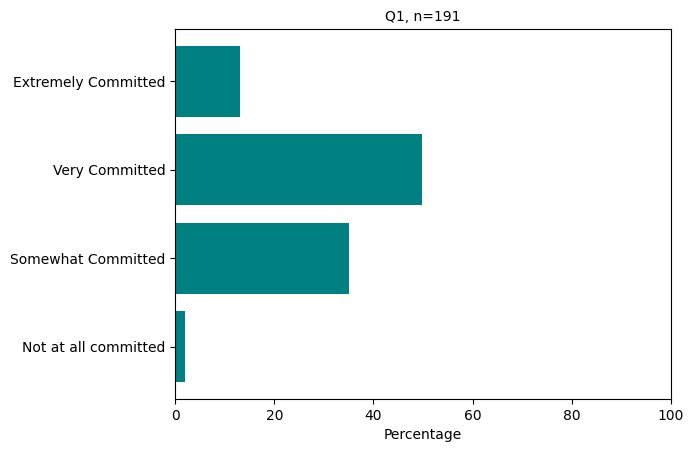 Q1, n=191
Extremely Committed
Very Committed
Somewhat Committed
Not at all committed
0 20 40 60 80 100
Percentage